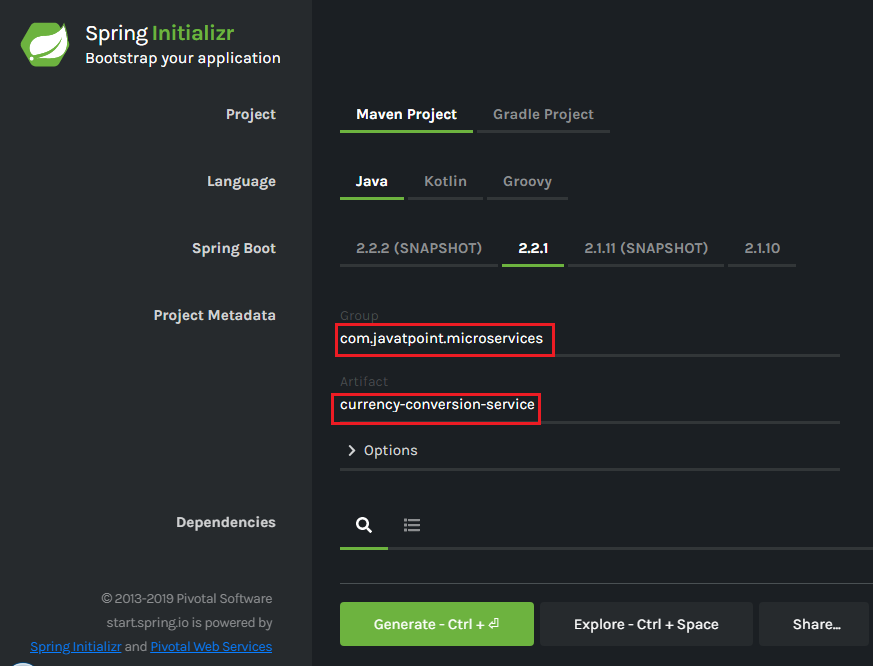 Spring Initializr
Bootstrap your application
Project
Maven Project Gradle Project
Language
Java Kotlin Groovy
Spring Boot
2.2.2 (SNAPSHOT) 2.2.1 2.1.11 (SNAPSHOT) 2.1.10
Project Metadata
Group
com.javatpoint.microservices
Artifact
currency-conversion-service
Options
Dependencies
© 2013-2019 Pivotal Software
start.spring.io is powered by
Spring Initializr and Pivotal Web Services
Generate - Ctrl + ⏎ Explore - Ctrl + Space Share...